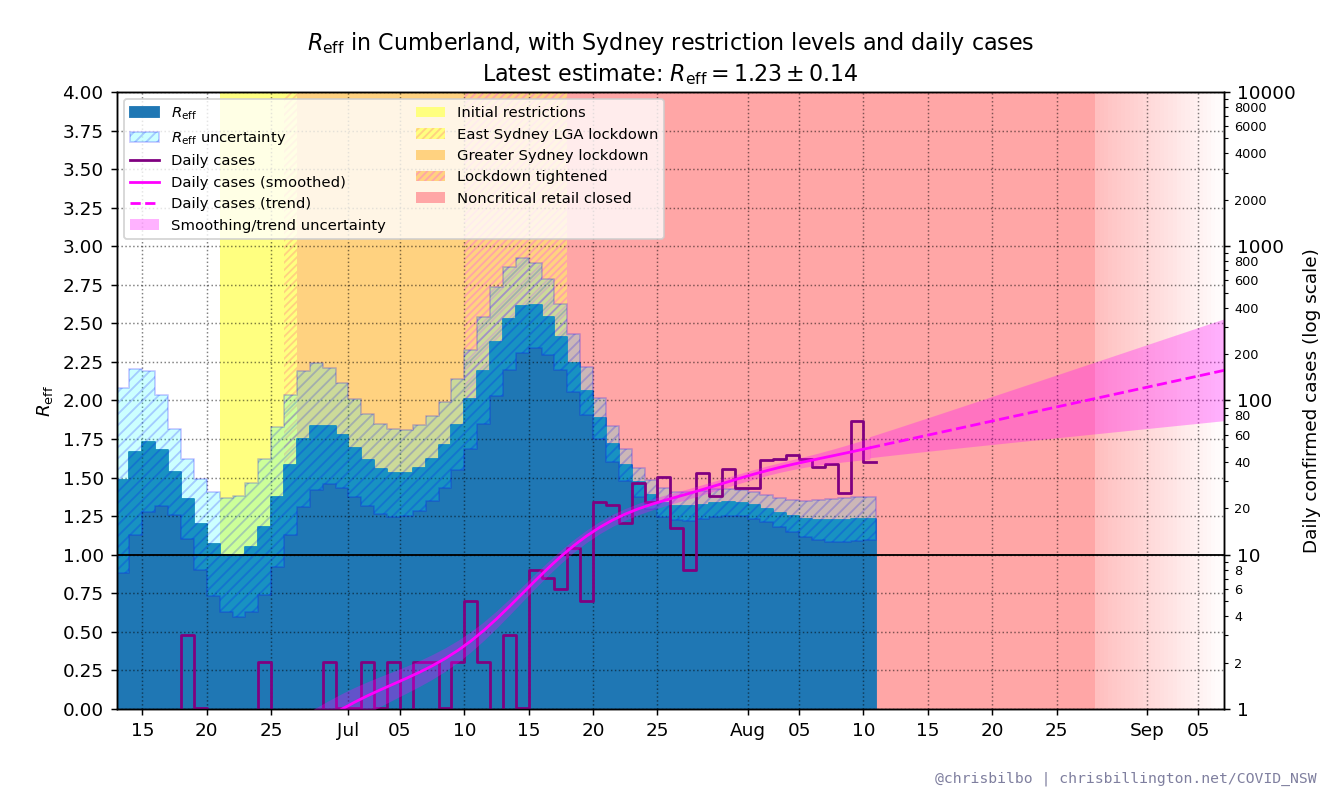 Reff in Cumberland, with Sydney restriction levels and daily cases
Latest estimate: Reff = 1.23 ± 0.14
Reff
Reff uncertainty
Daily cases
Daily cases (smoothed)
Daily cases (trend)
Smoothing/trend uncertainty
Initial restrictions
East Sydney LGA lockdown
Greater Sydney lockdown
Lockdown tightened
Noncritical retail closed
Reff
4.00
3.75
3.50
3.25
3.00
2.75
2.50
2.25
2.00
1.75
1.50
1.25
1.00
0.75
0.50
0.25
0.00
10000
8000
6000
4000
2000
1000
800
600
400
200
100
80
60
40
20
10
8
6
4
2
1
Daily confirmed cases (log scale)
15 20 25 Jul 05 10 15 20 25 Aug 05 10 15 20 25 Sep 05
@chrisbilbo | chrisbillington.net/COVID_NSW